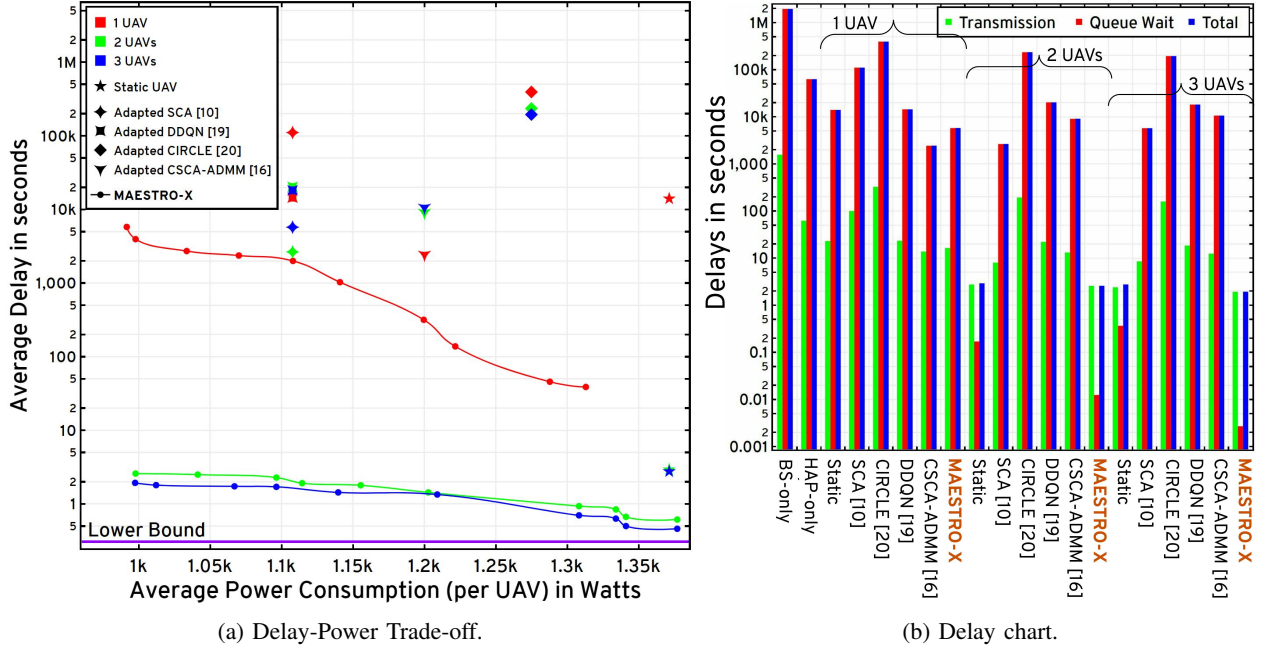 5
2
1M
5
2
100k
5
2
10k
5
2
1,000
5
2
100
5
2
10
5
2
1
5
Average Delay in seconds
1 UAV
2 UAVs
3 UAVs
Static UAV
Adapted SCA [10]
Adapted DDQN [19]
Adapted CIRCLE [20]
Adapted CSCA-ADMM [16]
MAESTRO-X
Lower Bound
1k 1.05k 1.1k 1.15k 1.2k 1.25k 1.3k 1.35k
Average Power Consumption (per UAV) in Watts
(a) Delay-Power Trade-off.
2
1M
5
2
100k
5
2
10k
5
2
1,000
5
2
100
5
2
10
5
2
1
5
2
0.1
5
2
0.01
5
2
0.001
Delays in seconds
Transmission Queue Wait Total
1 UAV
2 UAVs
3 UAVs
BS-only
HAP-only
Static
SCA [10]
CIRCLE [20]
DDQN [19]
CSCA-ADMM [16]
MAESTRO-X
Static
SCA [10]
CIRCLE [20]
DDQN [19]
CSCA-ADMM [16]
MAESTRO-X
Static
SCA [10]
CIRCLE [20]
DDQN [19]
CSCA-ADMM [16]
MAESTRO-X
(b) Delay chart.